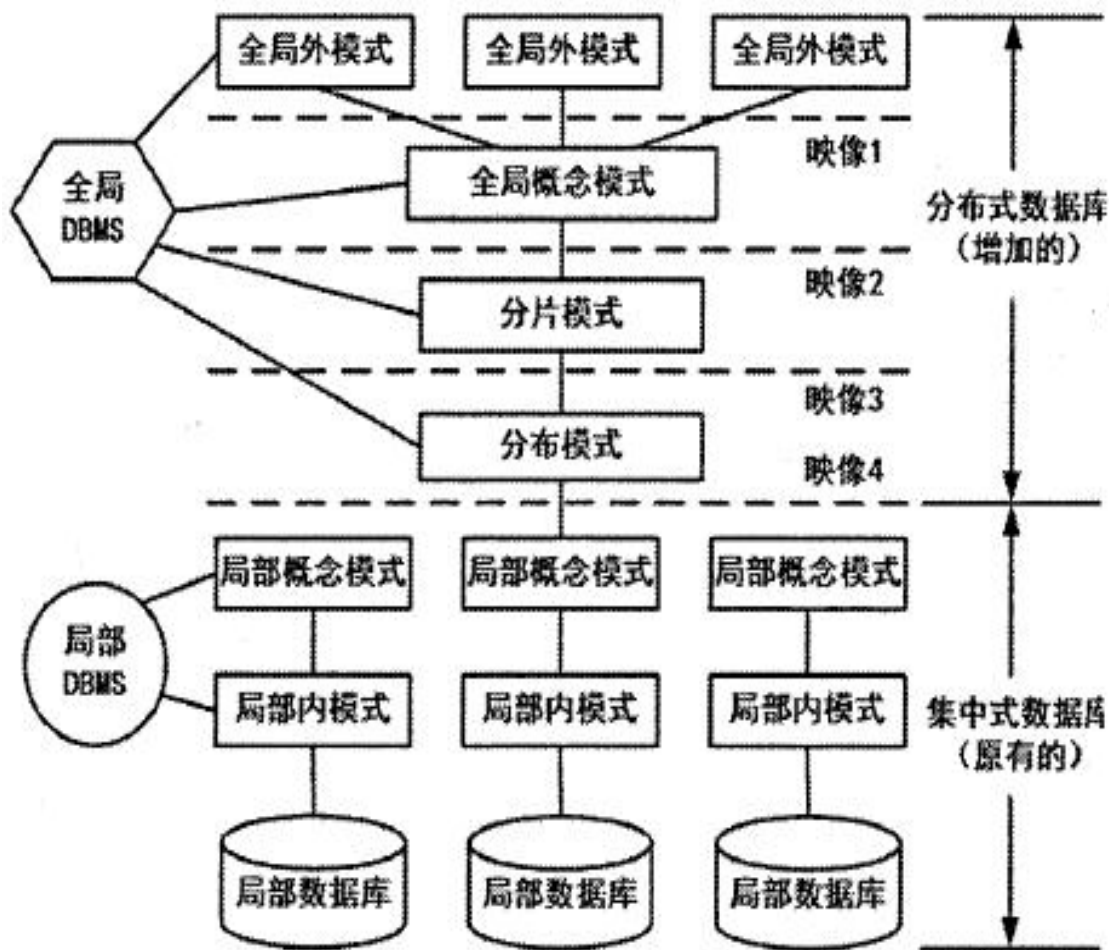 全局外模式
全局外模式
全局外模式
映像1
全局
DBMS
全局概念模式
分布式数据库
(增加的)
映像2
分片模式
映像3
分布模式
映像4
局部概念模式
局部概念模式
局部概念模式
局部
DBMS
局部内模式
局部内模式
局部内模式
集中式数据库
(原有的)
局部数据库
局部数据库
局部数据库